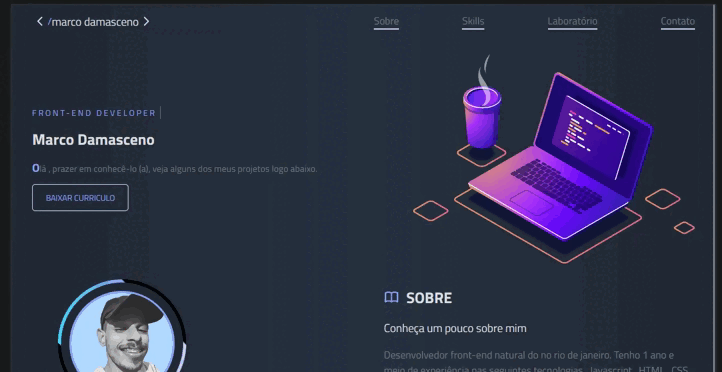 /marco damasceno
Sobre
Skills
Laboratório
Contato
FRONT-END DEVELOPER
Marco Damasceno
Olá , prazer em conhecê-lo (a), veja alguns dos meus projetos logo abaixo.
BAIXAR CURRICULO
SOBRE
Conheça um pouco sobre mim
Desenvolvedor front-end natural do no rio de janeiro. Tenho 1 ano e
meio de experiência nas seguintes tecnologias, Javascript , HTML , CSS